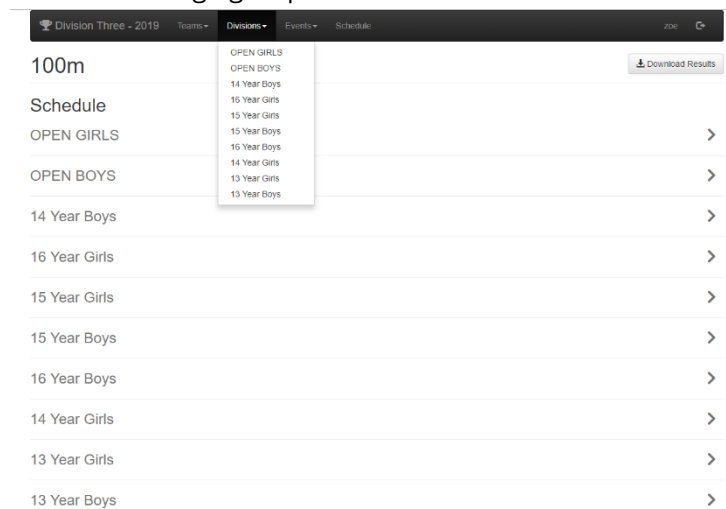 Division Three - 2019 Teams Divisions Events Schedule zoe
OPEN GIRLS
OPEN BOYS
14 Year Boys
16 Year Girls
15 Year Girls
15 Year Boys
16 Year Boys
14 Year Girls
13 Year Girls
13 Year Boys
100m
Download Results
Schedule
OPEN GIRLS
OPEN BOYS
14 Year Boys
16 Year Girls
15 Year Girls
15 Year Boys
16 Year Boys
14 Year Girls
13 Year Girls
13 Year Boys